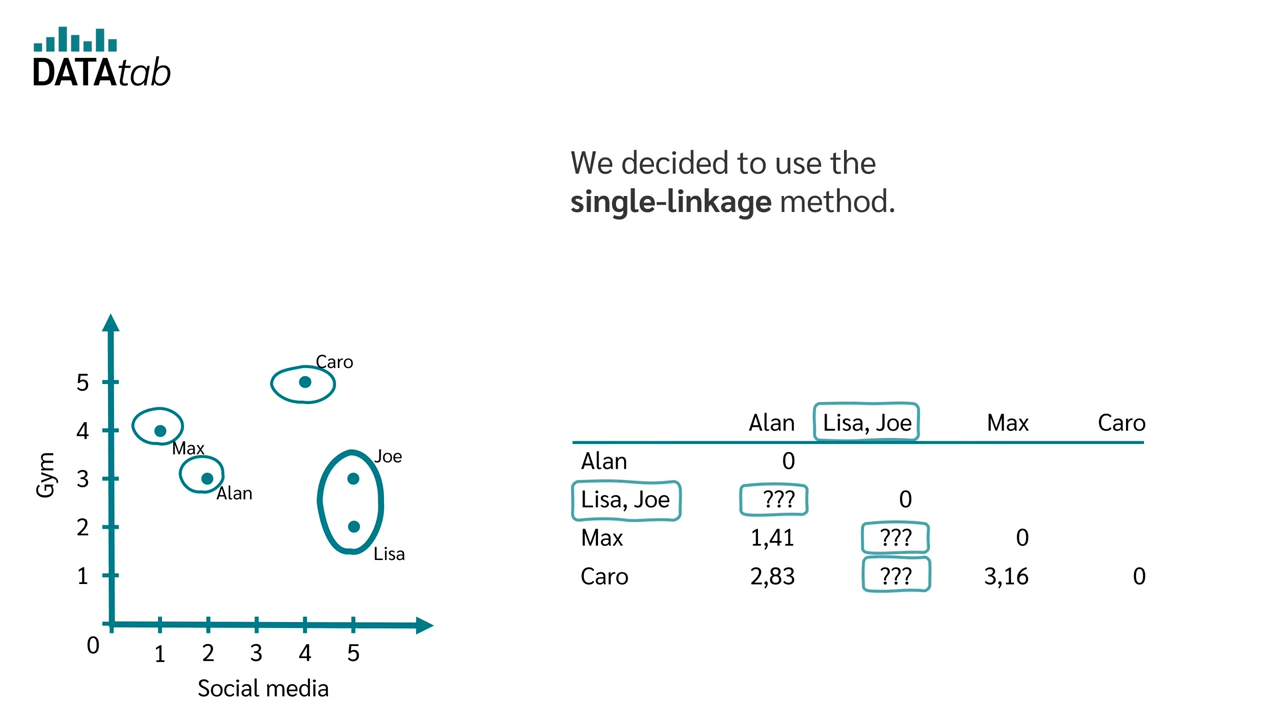 DATAtab
We decided to use the
single-linkage method.
Gym
5
4
3
2
1
0
1 2 3 4 5
Social media
Caro
Max
Alan
Joe
Lisa
Alan Lisa, Joe Max Caro
Alan 0
Lisa, Joe ??? 0
Max 1,41 ??? 0
Caro 2,83 ??? 3,16 0